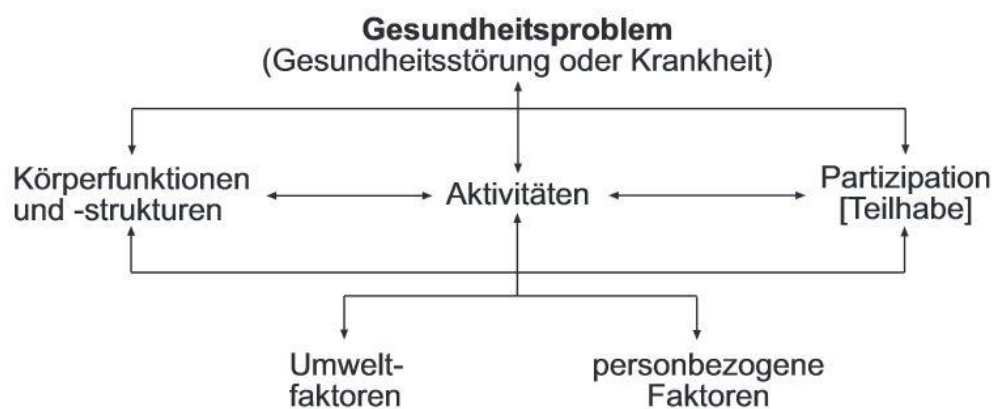 Gesundheitsproblem
(Gesundheitsstörung oder Krankheit)
Körperfunktionen
und -strukturen
Aktivitäten
Partizipation
[Teilhabe]
Umwelt-
faktoren
personbezogene
Faktoren